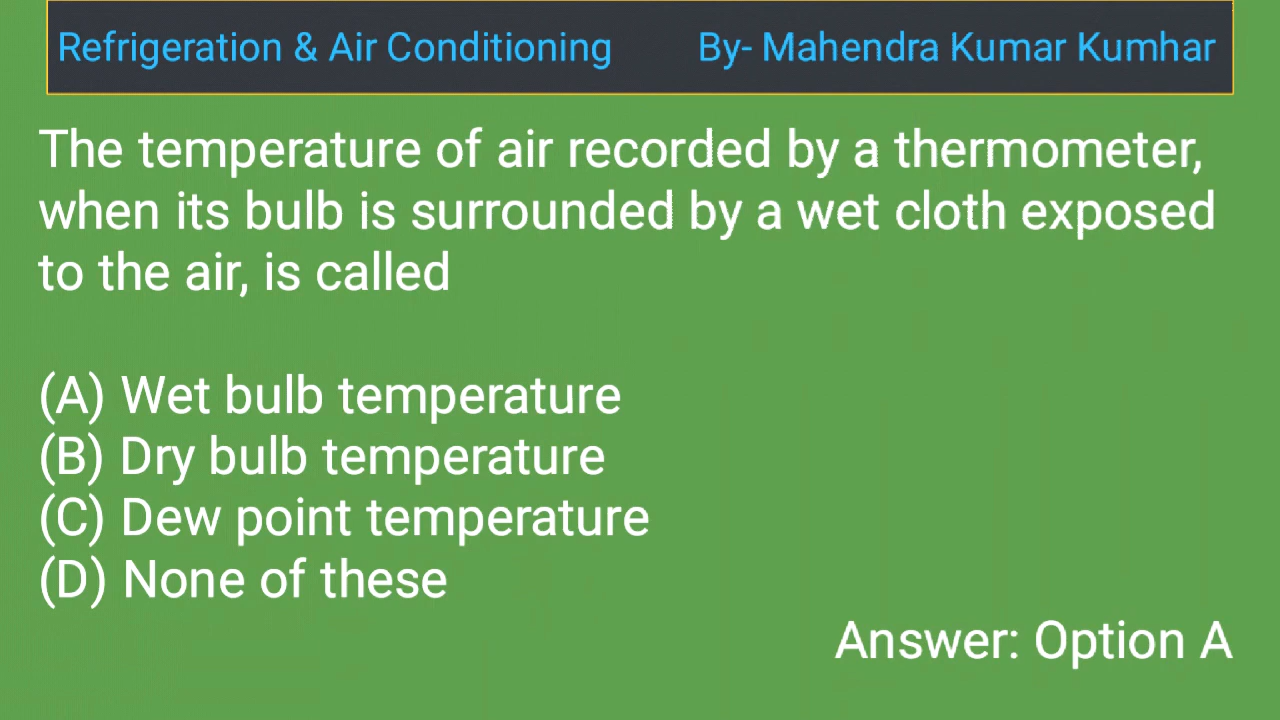 Refrigeration & Air Conditioning By- Mahendra Kumar Kumhar
The temperature of air recorded by a thermometer,
when its bulb is surrounded by a wet cloth exposed
to the air, is called
(A) Wet bulb temperature
(B) Dry bulb temperature
(C) Dew point temperature
(D) None of these
Answer: Option A